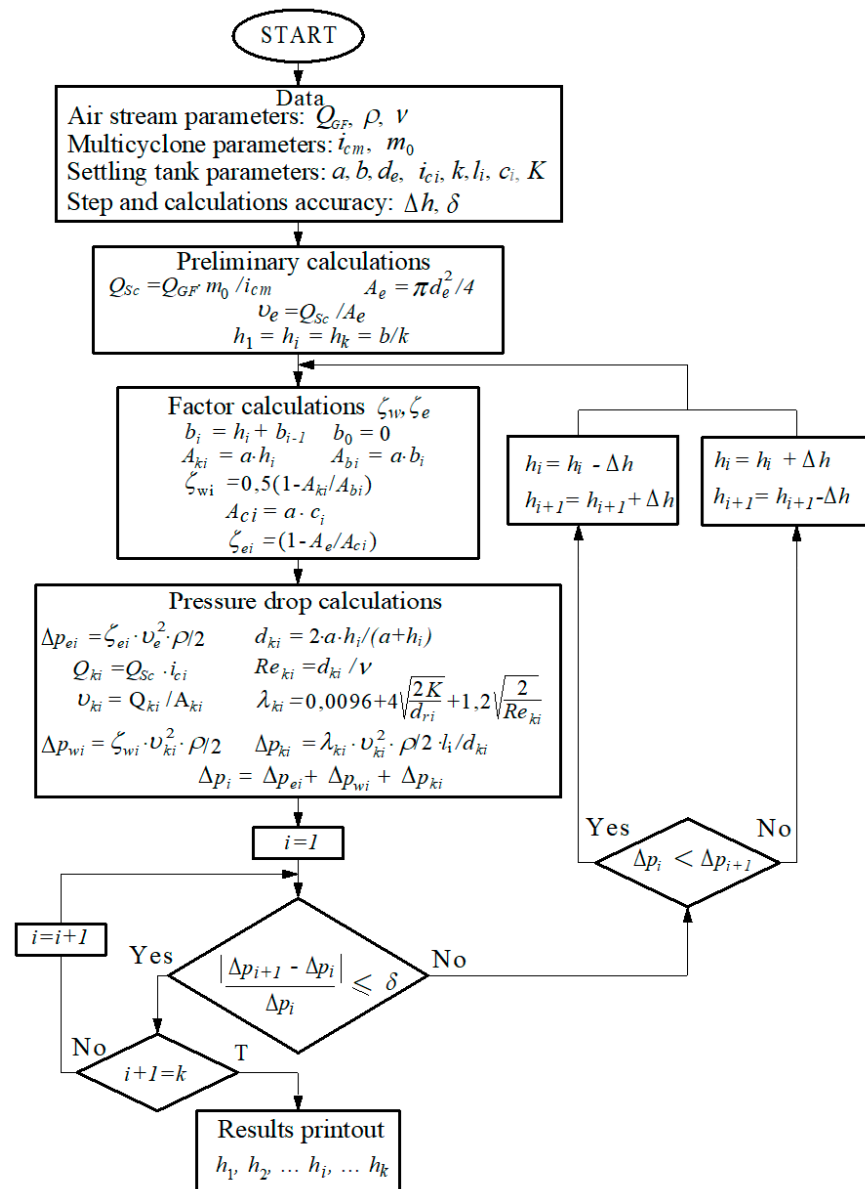 START
Data
Air stream parameters: Q_GF, ρ, ν
Multicyclone parameters: i_cm, m_0
Settling tank parameters: a, b, d_e, i_ci, k, l_i, c_i, K
Step and calculations accuracy: Δh, δ
Preliminary calculations
Q_Sc = Q_GF· m_0 / i_cm A_e = πd_e^2/4
υ_e = Q_Sc / A_e
h_1 = h_i = h_k = b/k
Factor calculations ζ_w, ζ_e
b_i = h_i + b_i-1 b_0 = 0
A_ki = a·h_i A_bi = a·b_i
ζ_wi = 0,5(1-A_ki/A_bi)
A_ci = a · c_i
ζ_ei = (1-A_e/A_ci)
h_i = h_i - Δh
h_i+1 = h_i+1 + Δh
h_i = h_i + Δh
h_i+1 = h_i+1 - Δh
Pressure drop calculations
Δp_ei = ζ_ei · υ_e^2 · ρ/2 d_ki = 2·a·h_i/(a+h_i)
Q_ki = Q_Sc · i_ci Re_ki = d_ki / ν
υ_ki = Q_ki / A_ki λ_ki = 0,0096+4√(2K/d_ri)+1,2√(2/Re_ki)
Δp_wi = ζ_wi · υ_ki^2 · ρ/2 Δp_ki = λ_ki · υ_ki^2 · ρ/2 · l_i/d_ki
Δp_i = Δp_ei + Δp_wi + Δp_ki
i=1
Yes
No
Δp_i < Δp_i+1
i=i+1
Yes
No
|Δp_i+1 - Δp_i| / Δp_i ⩽ δ
No
T
i+1=k
Results printout
h_1, h_2, ... h_i, ... h_k